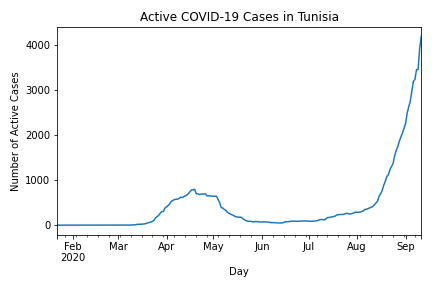 Active COVID-19 Cases in Tunisia
Number of Active Cases
4000
3000
2000
1000
0
Feb Mar Apr May Jun Jul Aug Sep
2020
Day